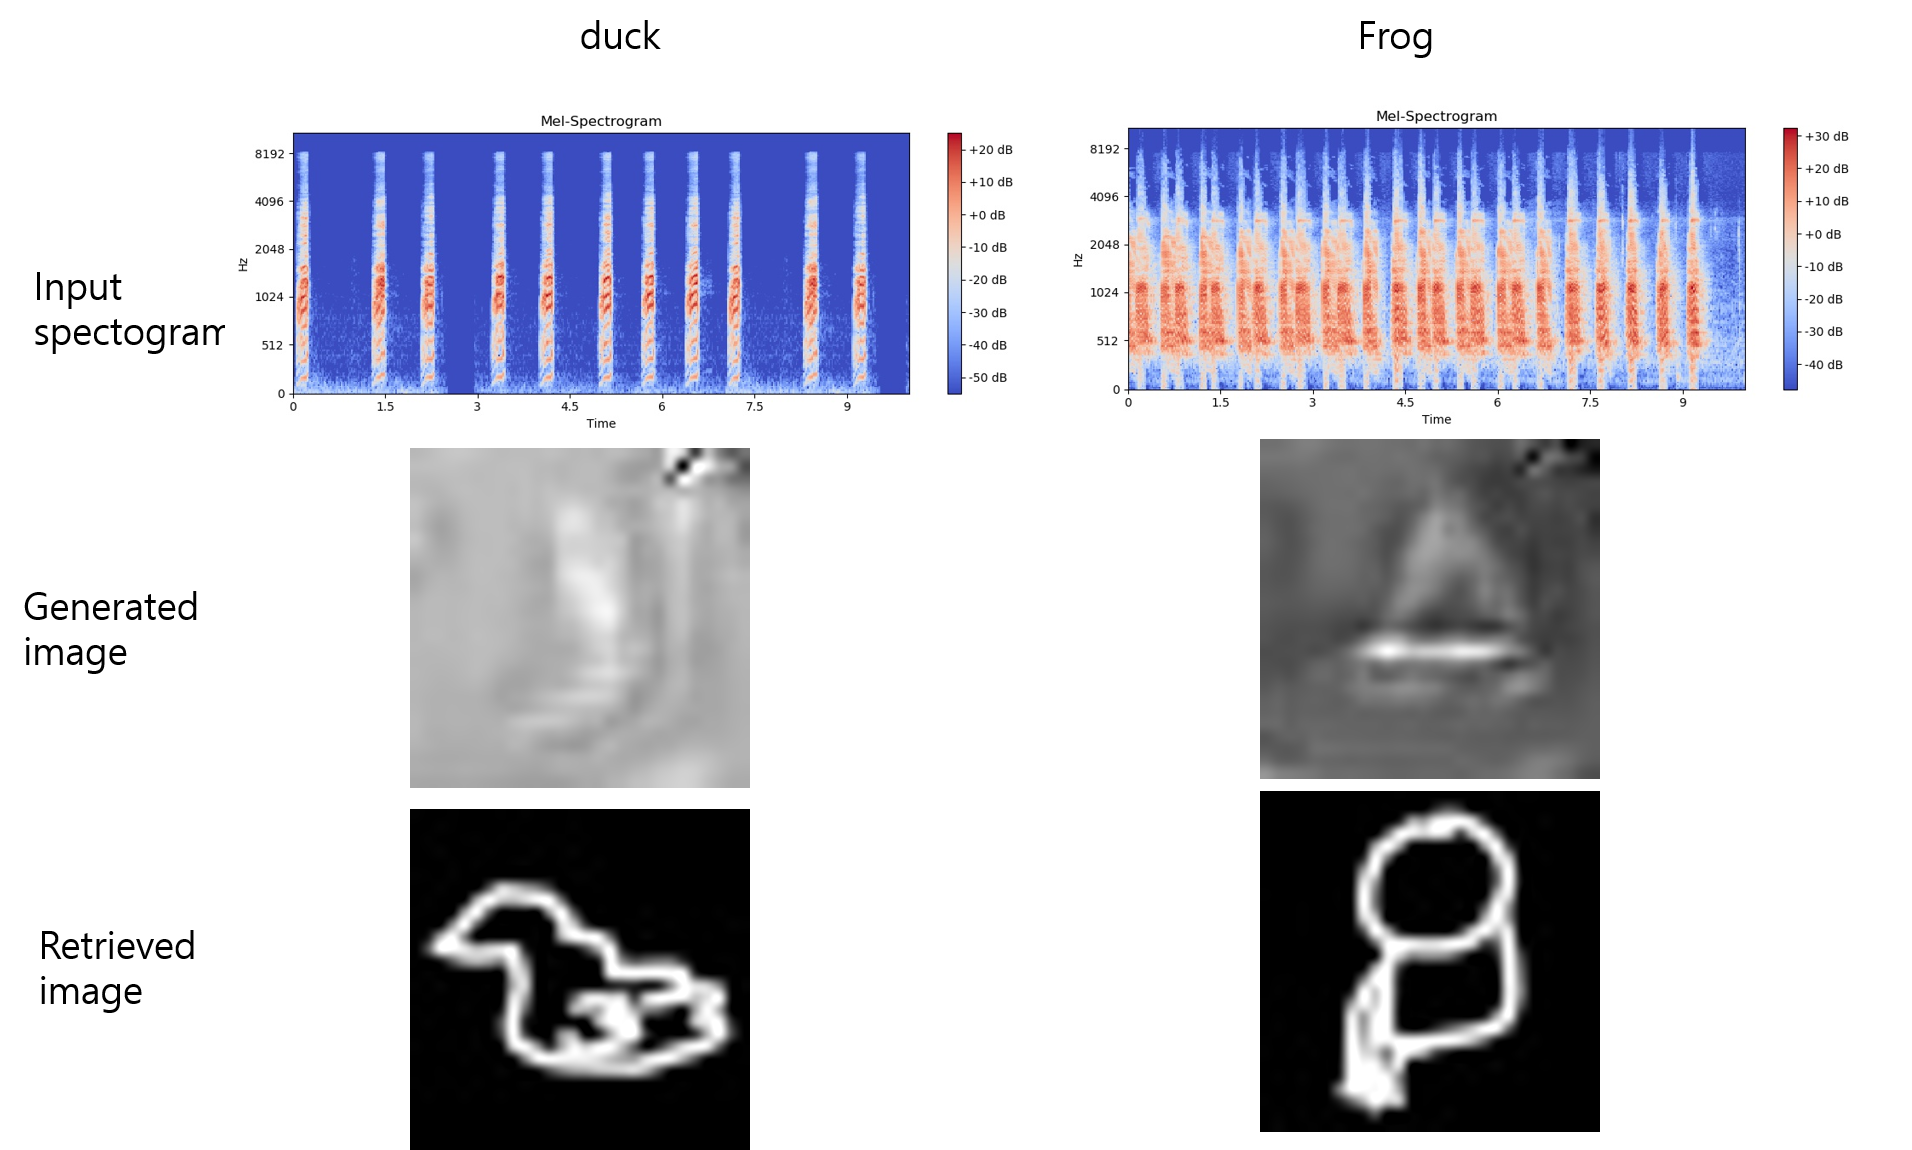 duck
Frog
Mel-Spectrogram
Mel-Spectrogram
Input
spectogram
Hz
8192
4096
2048
1024
512
0
0 1.5 3 4.5 6 7.5 9
Time
+20 dB
+10 dB
+0 dB
-10 dB
-20 dB
-30 dB
-40 dB
-50 dB
Hz
8192
4096
2048
1024
512
0
0 1.5 3 4.5 6 7.5 9
Time
+30 dB
+20 dB
+10 dB
+0 dB
-10 dB
-20 dB
-30 dB
-40 dB
Generated
image
Retrieved
image